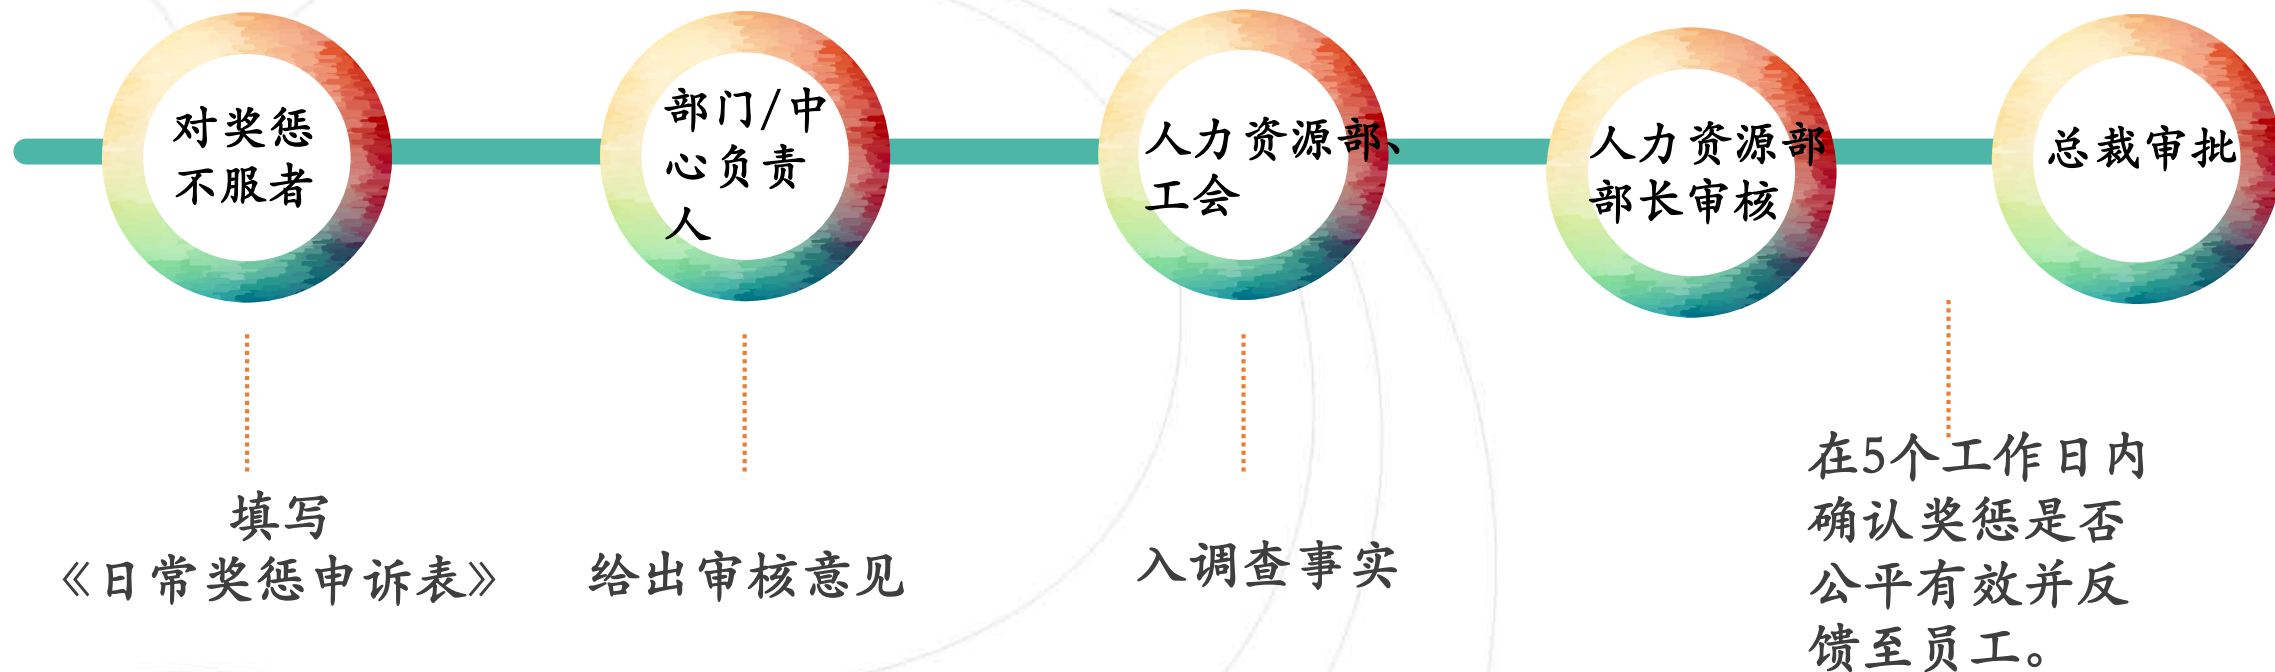 对奖惩
不服者
部门/中
心负责
人
人力资源部、
工会
人力资源部
部长审核
总裁审批
填写
《日常奖惩申诉表》
给出审核意见
入调查事实
在5个工作日内
确认奖惩是否
公平有效并反
馈至员工。